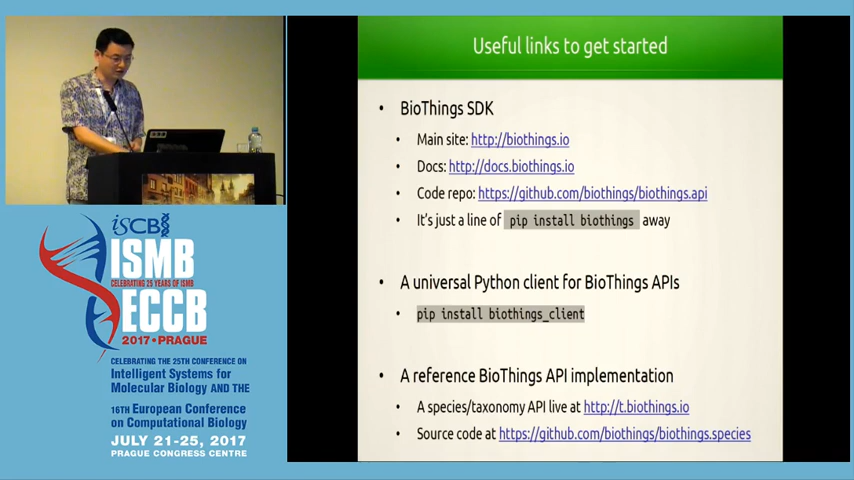 iSCB
ISMB
CELEBRATING 25 YEARS OF ISMB
ECCB
2017 • PRAGUE
CELEBRATING THE 25TH CONFERENCE ON
Intelligent Systems for
Molecular Biology AND THE
16TH European Conference
on Computational Biology
JULY 21-25, 2017
PRAGUE CONGRESS CENTRE
Useful links to get started
• BioThings SDK
• Main site: http://biothings.io
• Docs: http://docs.biothings.io
• Code repo: https://github.com/biothings/biothings.api
• It's just a line of pip install biothings away
• A universal Python client for BioThings APIs
• pip install biothings_client
• A reference BioThings API implementation
• A species/taxonomy API live at http://t.biothings.io
• Source code at https://github.com/biothings/biothings.species